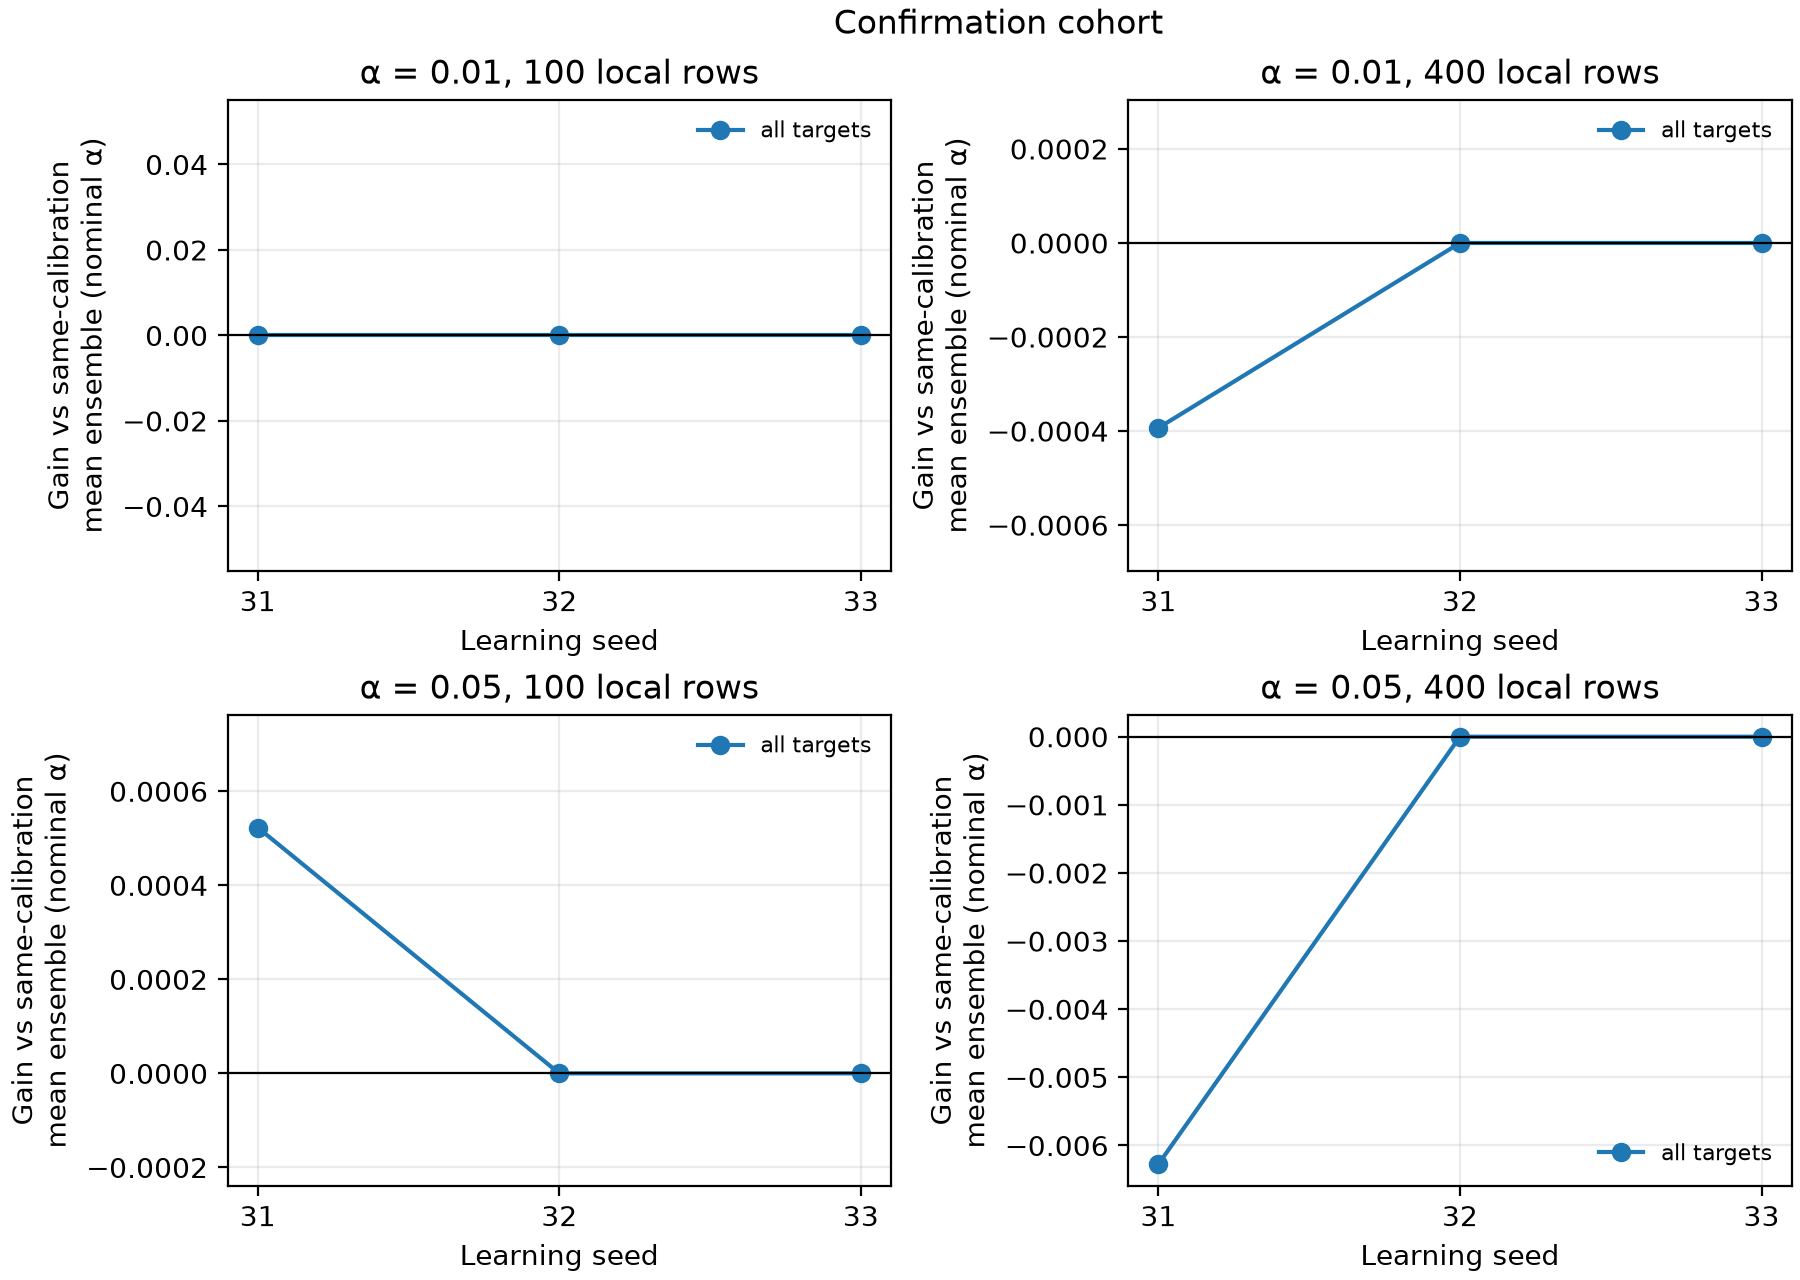 Confirmation cohort
α = 0.01, 100 local rows
Gain vs same-calibration
mean ensemble (nominal α)
0.04
0.02
0.00
−0.02
−0.04
all targets
31
32
33
Learning seed
α = 0.01, 400 local rows
Gain vs same-calibration
mean ensemble (nominal α)
0.0002
0.0000
−0.0002
−0.0004
−0.0006
all targets
31
32
33
Learning seed
α = 0.05, 100 local rows
Gain vs same-calibration
mean ensemble (nominal α)
0.0006
0.0004
0.0002
0.0000
−0.0002
all targets
31
32
33
Learning seed
α = 0.05, 400 local rows
Gain vs same-calibration
mean ensemble (nominal α)
0.000
−0.001
−0.002
−0.003
−0.004
−0.005
−0.006
all targets
31
32
33
Learning seed